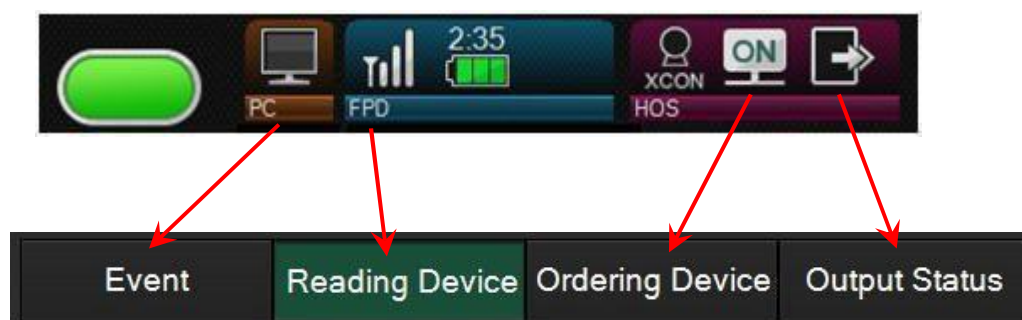 2:35
XCON ON
PC FPD HOS
Event Reading Device Ordering Device Output Status